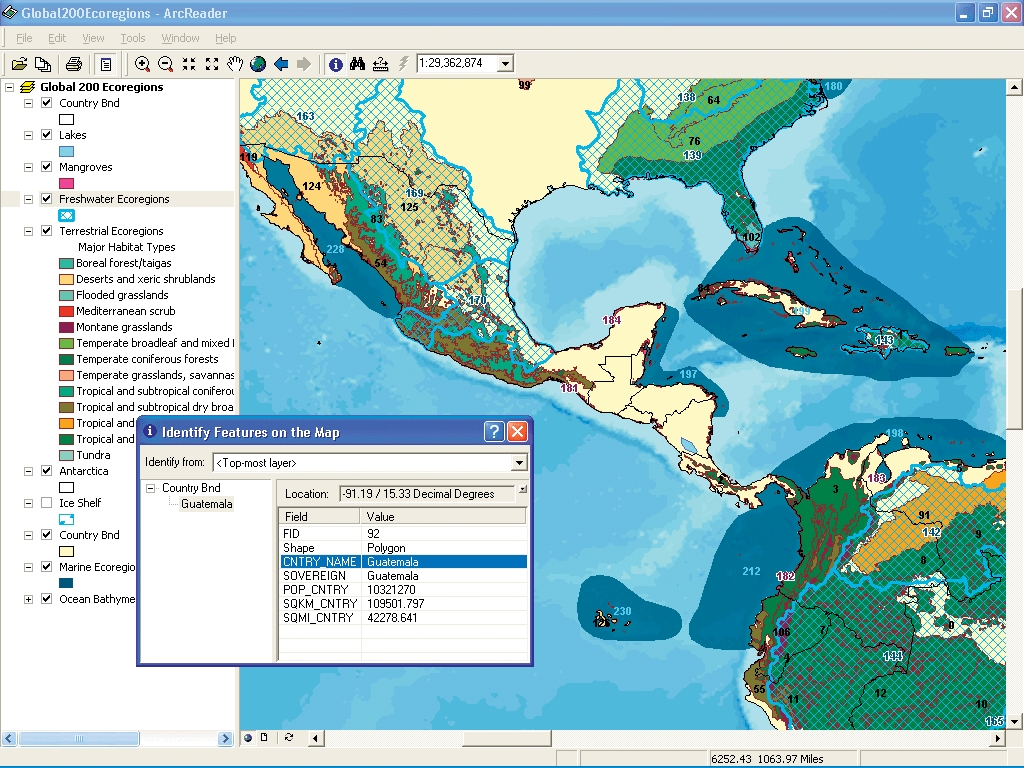 Global200Ecoregions - ArcReader
File Edit View Tools Window Help
1:29,362,874
Global 200 Ecoregions
Country Bnd
Lakes
Mangroves
Freshwater Ecoregions
Terrestrial Ecoregions
Major Habitat Types
Boreal forest/taigas
Deserts and xeric shrublands
Flooded grasslands
Mediterranean scrub
Montane grasslands
Temperate broadleaf and mixed
Temperate coniferous forests
Temperate grasslands, savannas
Tropical and subtropical conifero
Tropical and subtropical dry broa
Tropical and
Tropical and
Tundra
Antarctica
Ice Shelf
Country Bnd
Marine Ecoregio
Ocean Bathyme
Identify Features on the Map
Identify from: <Top-most layer>
Country Bnd
Guatemala
Location: -91.19 / 15.33 Decimal Degrees
Field Value
FID 92
Shape Polygon
CNTRY_NAME Guatemala
SOVEREIGN Guatemala
POP_CNTRY 10321270
SQKM_CNTRY 109501.797
SQMI_CNTRY 42278.641
99
138
64
180
163
76
139
119
124
169
125
83
228
54
102
170
184
199
143
181
197
198
183
3
91
142
9
6
212
182
230
106
7
144
4
55
11
12
10
165
6252.43 1063.97 Miles